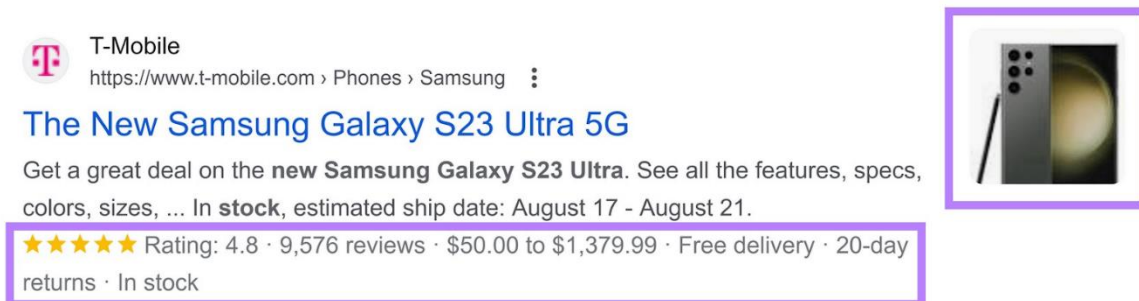 T-Mobile
https://www.t-mobile.com › Phones › Samsung
The New Samsung Galaxy S23 Ultra 5G
Get a great deal on the new Samsung Galaxy S23 Ultra. See all the features, specs,
colors, sizes, ... In stock, estimated ship date: August 17 - August 21.
Rating: 4.8 · 9,576 reviews · $50.00 to $1,379.99 · Free delivery · 20-day
returns · In stock